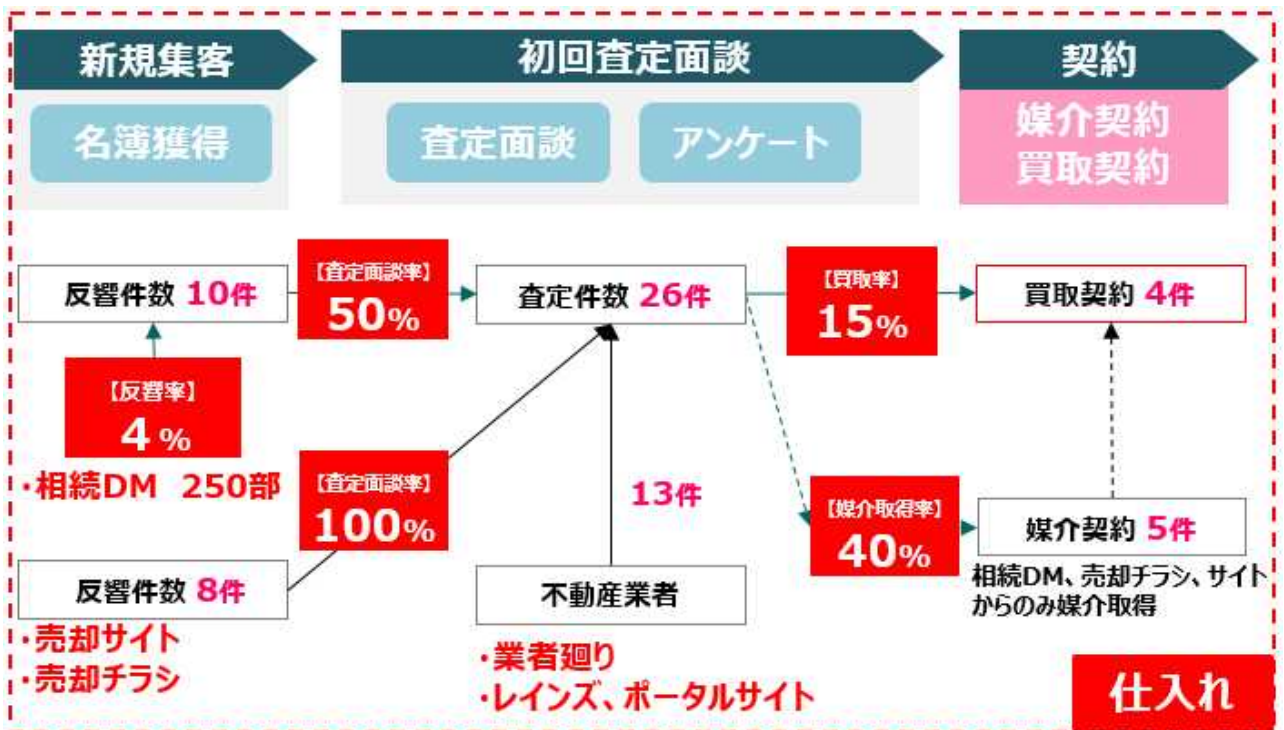 新規集客
初回査定面談
契約
名簿獲得
査定面談
アンケート
媒介契約
買取契約
反響件数 10件
【査定面談率】
50%
査定件数 26件
【買取率】
15%
買取契約 4件
【反響率】
4 %
・相続DM 250部
【査定面談率】
100%
13件
【媒介取得率】
40%
媒介契約 5件
相続DM、売却チラシ、サイト
からのみ媒介取得
反響件数 8件
・売却サイト
・売却チラシ
不動産業者
・業者廻り
・レインズ、ポータルサイト
仕入れ